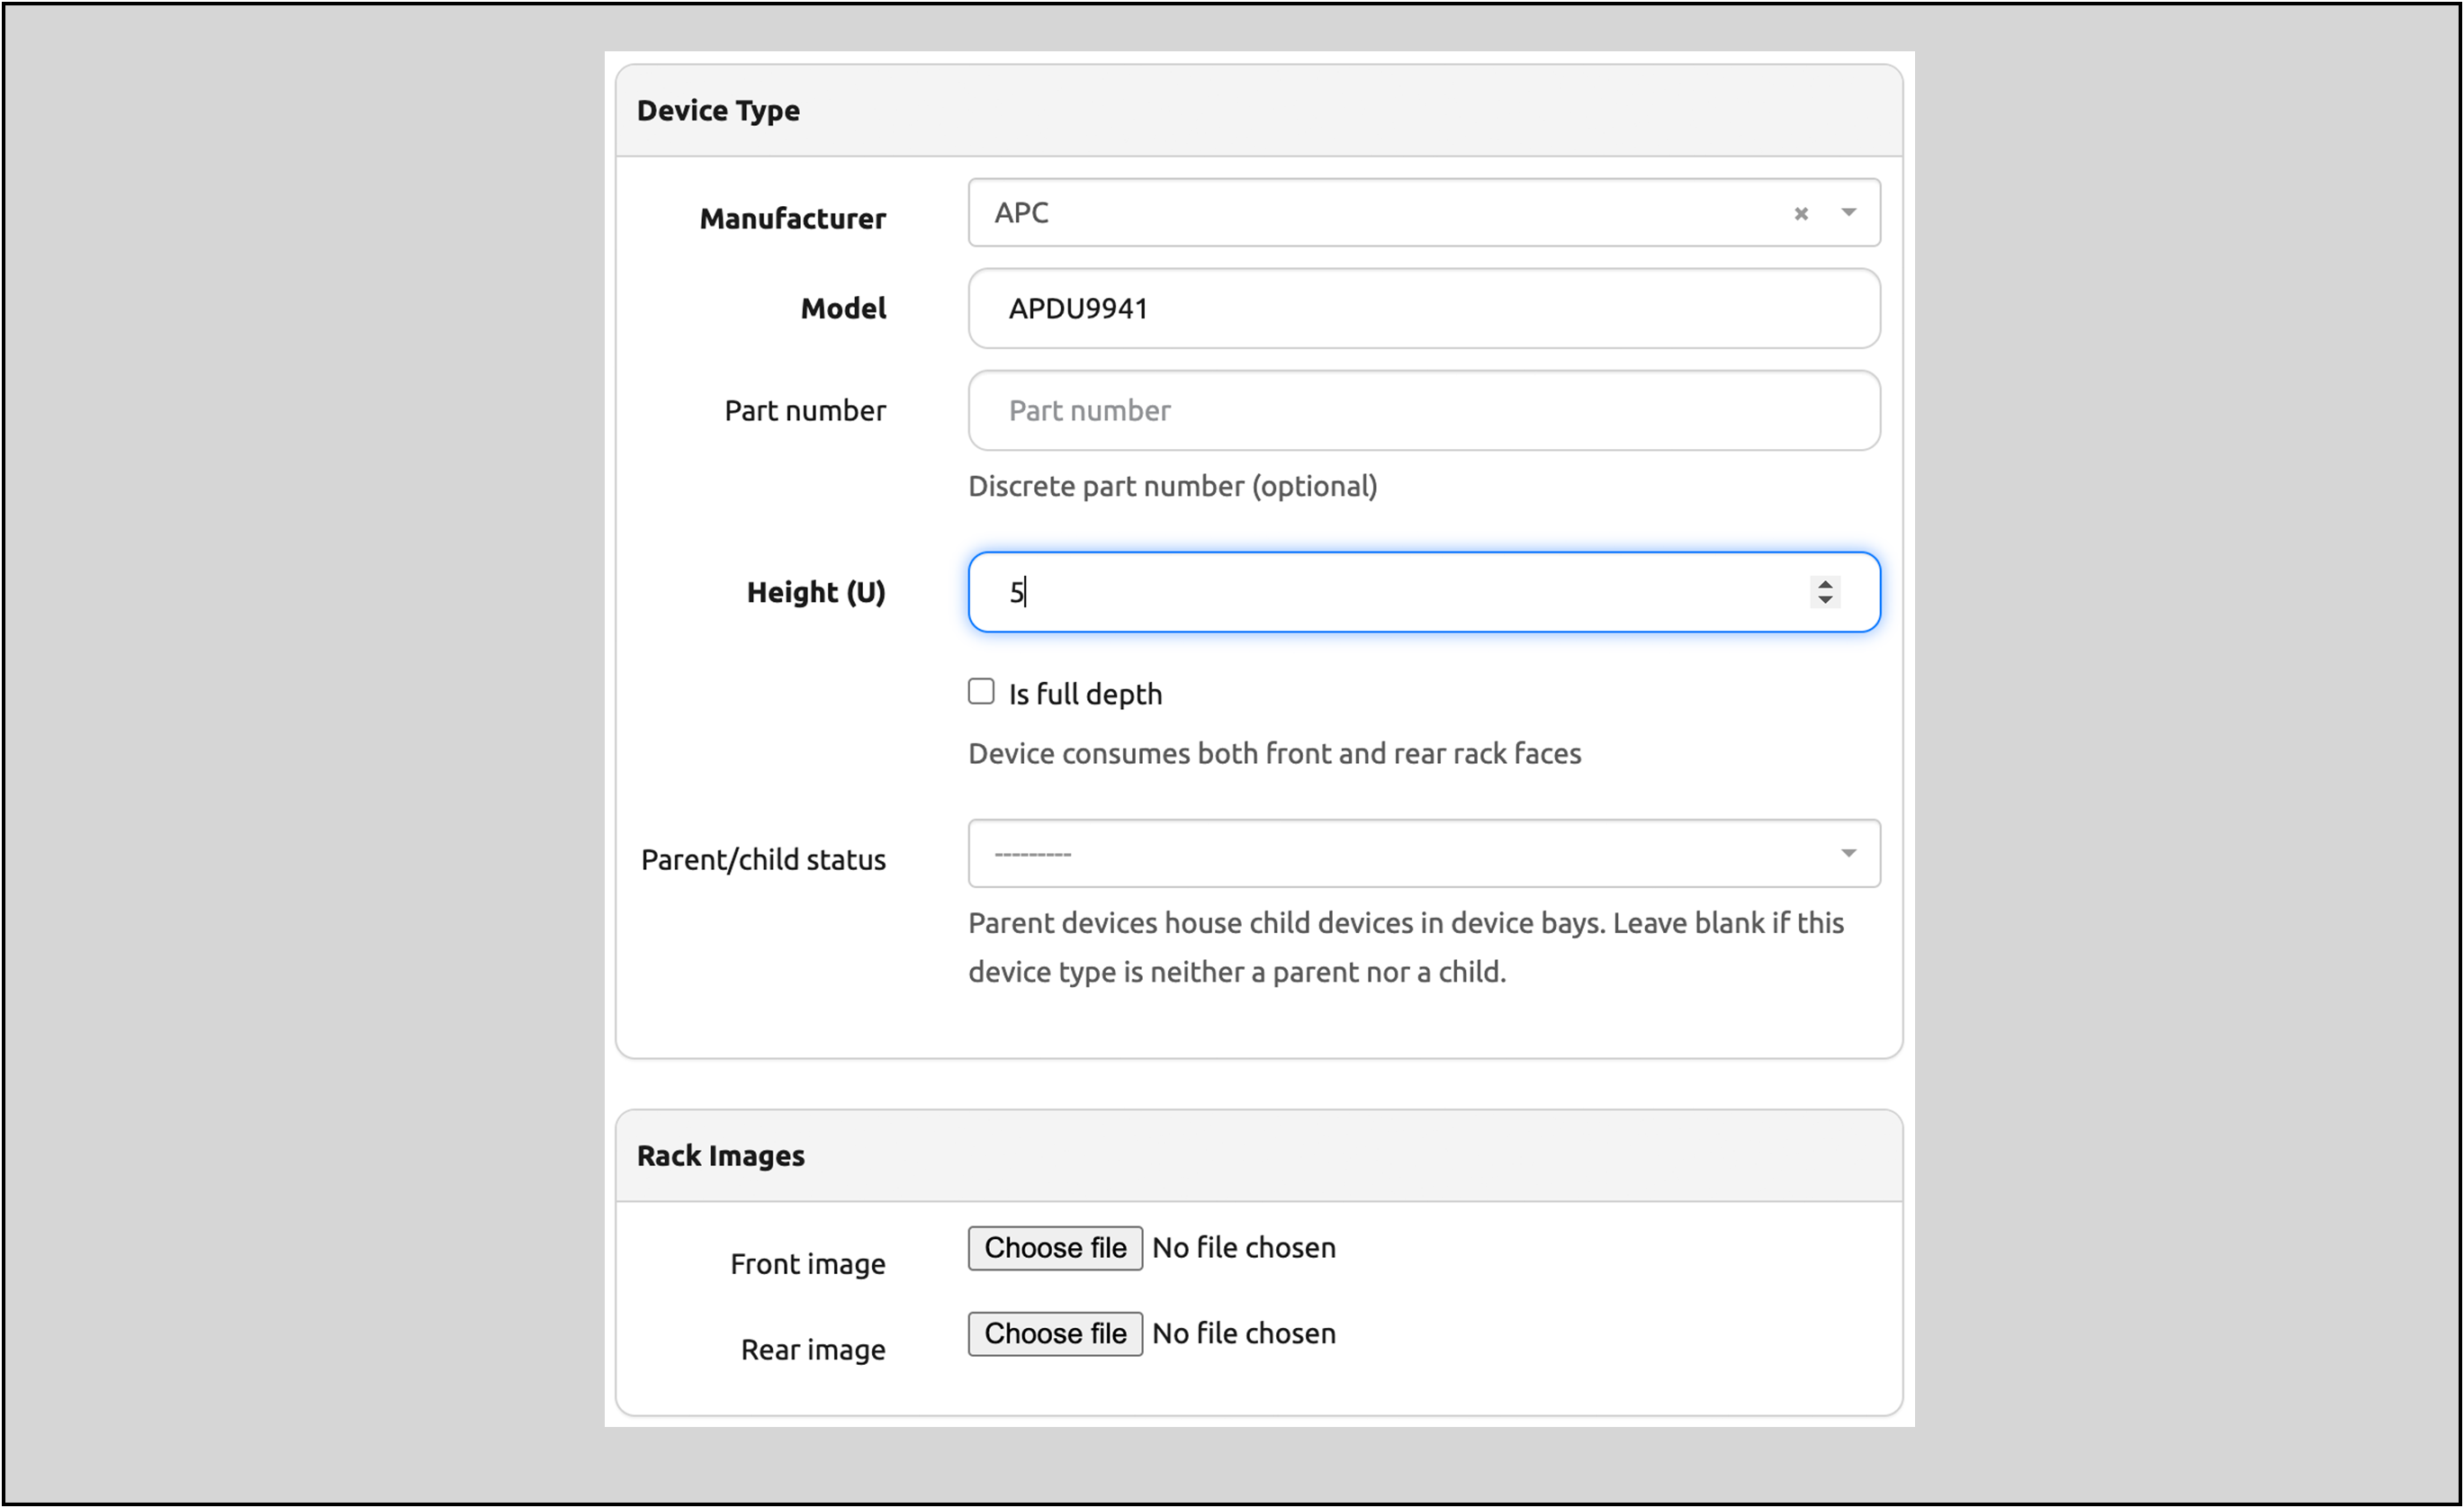 Device Type
Manufacturer
APC
Model
APDU9941
Part number
Part number
Discrete part number (optional)
Height (U)
5
Is full depth
Device consumes both front and rear rack faces
Parent/child status
---------
Parent devices house child devices in device bays. Leave blank if this
device type is neither a parent nor a child.
Rack Images
Front image
Choose file No file chosen
Rear image
Choose file No file chosen